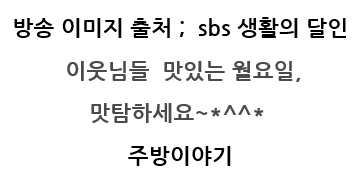 방송 이미지 출처 ; sbs 생활의 달인
이웃님들 맛있는 월요일,
맛탐하세요~*^^*
주방이야기